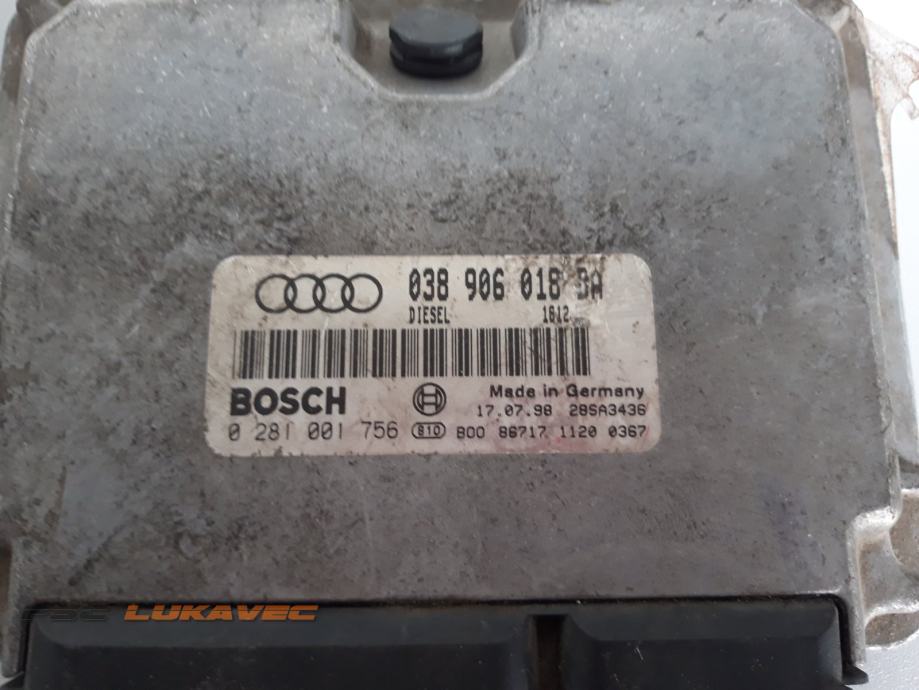 038 906 018 BA
DIESEL 1612
BOSCH Made in Germany
17.07.98 28SA3436
0 281 001 756 810 B00 86717 1120 0367
LUKAVEC